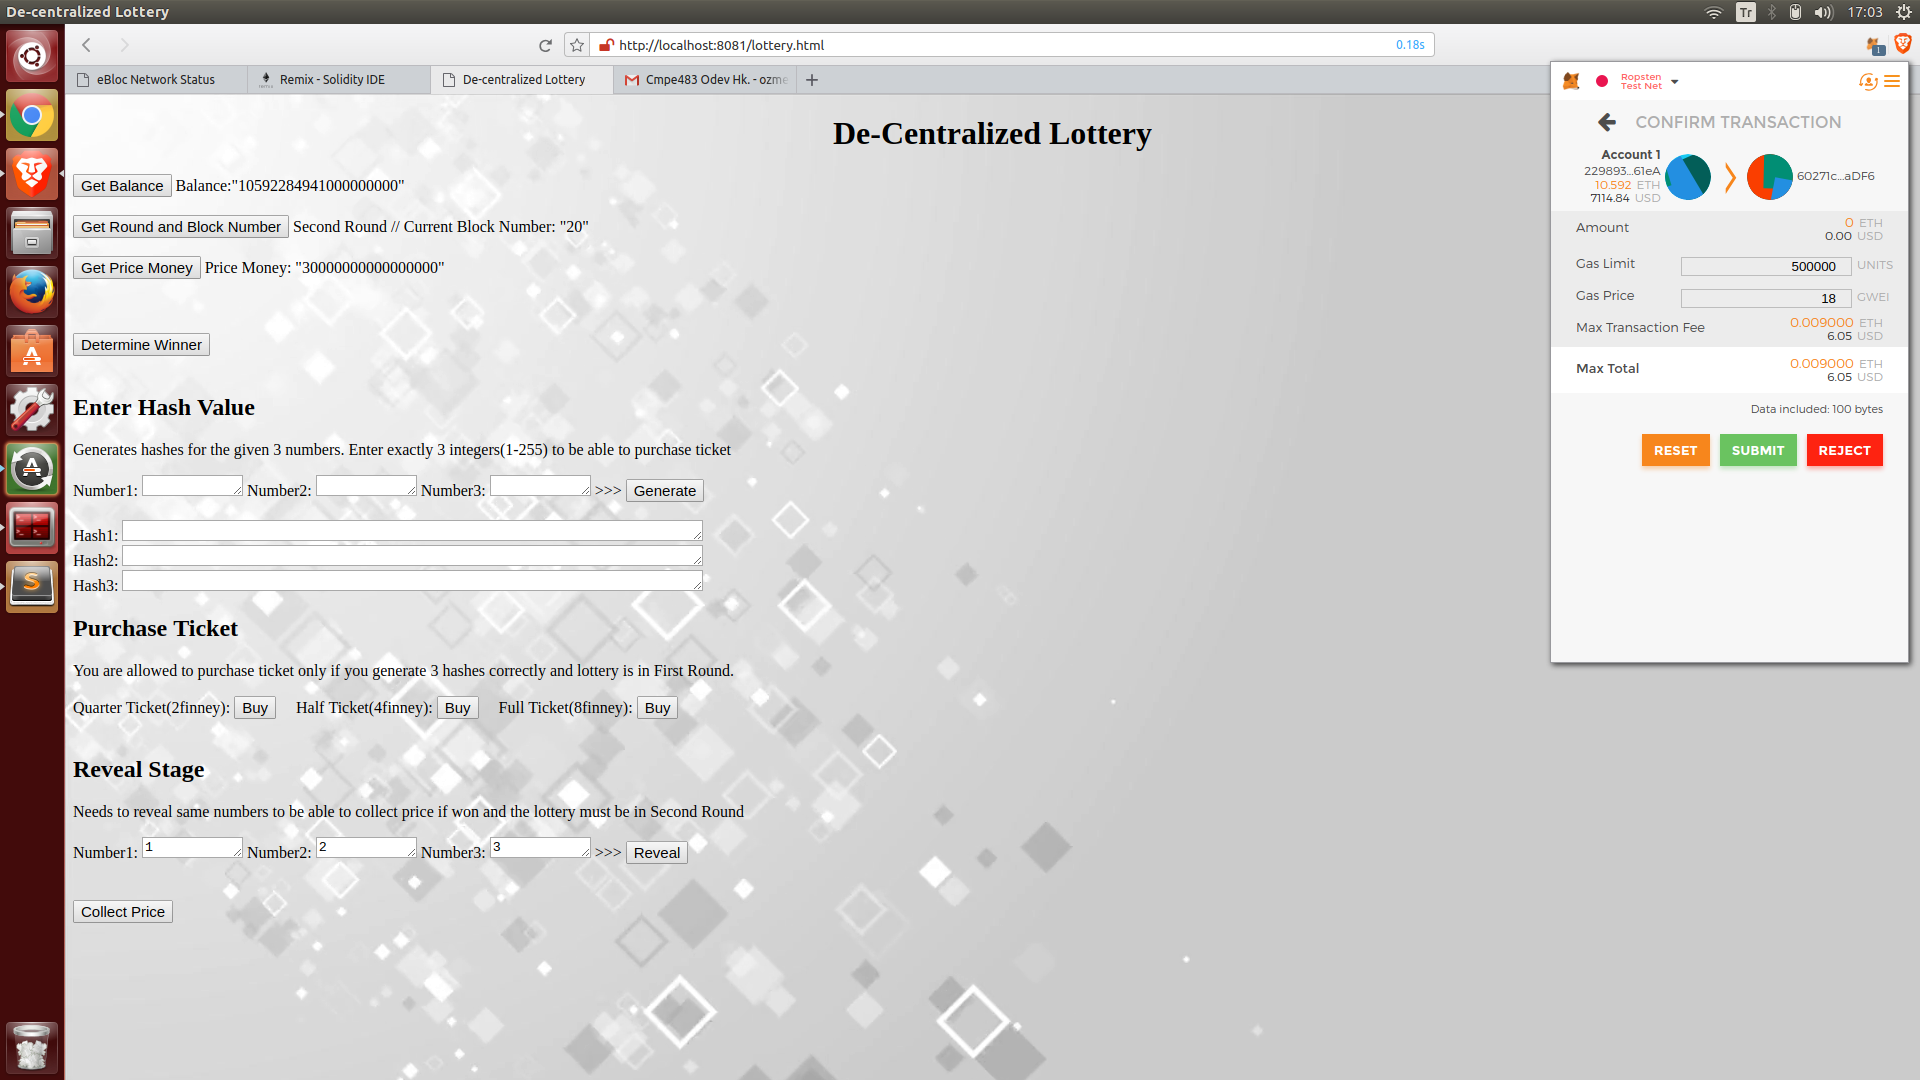 De-centralized Lottery
Tr
17:03
http://localhost:8081/lottery.html
0.18s
1
eBloc Network Status
Remix - Solidity IDE
De-centralized Lottery
Cmpe483 Odev Hk. - ozme
De-Centralized Lottery
Get Balance Balance:"10592284941000000000"
Get Round and Block Number Second Round // Current Block Number: "20"
Get Price Money Price Money: "30000000000000000"
Determine Winner
Enter Hash Value
Generates hashes for the given 3 numbers. Enter exactly 3 integers(1-255) to be able to purchase ticket
Number1: Number2: Number3: >>> Generate
Hash1:
Hash2:
Hash3:
Purchase Ticket
You are allowed to purchase ticket only if you generate 3 hashes correctly and lottery is in First Round.
Quarter Ticket(2finney): Buy Half Ticket(4finney): Buy Full Ticket(8finney): Buy
Reveal Stage
Needs to reveal same numbers to be able to collect price if won and the lottery must be in Second Round
Number1: 1 Number2: 2 Number3: 3 >>> Reveal
Collect Price
Ropsten
Test Net
CONFIRM TRANSACTION
Account 1
229893...61eA
10.592 ETH
7114.84 USD
60271c...aDF6
Amount 0 ETH
0.00 USD
Gas Limit 500000 UNITS
Gas Price 18 GWEI
Max Transaction Fee 0.009000 ETH
6.05 USD
Max Total 0.009000 ETH
6.05 USD
Data included: 100 bytes
RESET SUBMIT REJECT